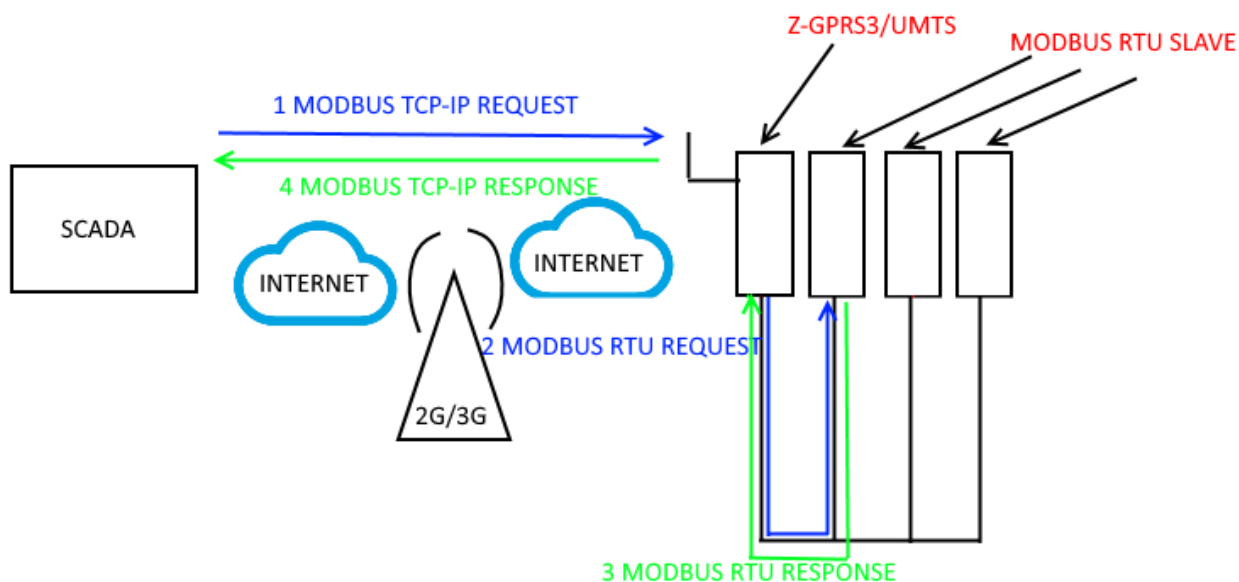 Z-GPRS3/UMTS
MODBUS RTU SLAVE
1 MODBUS TCP-IP REQUEST
4 MODBUS TCP-IP RESPONSE
SCADA
INTERNET
INTERNET
2 MODBUS RTU REQUEST
2G/3G
3 MODBUS RTU RESPONSE